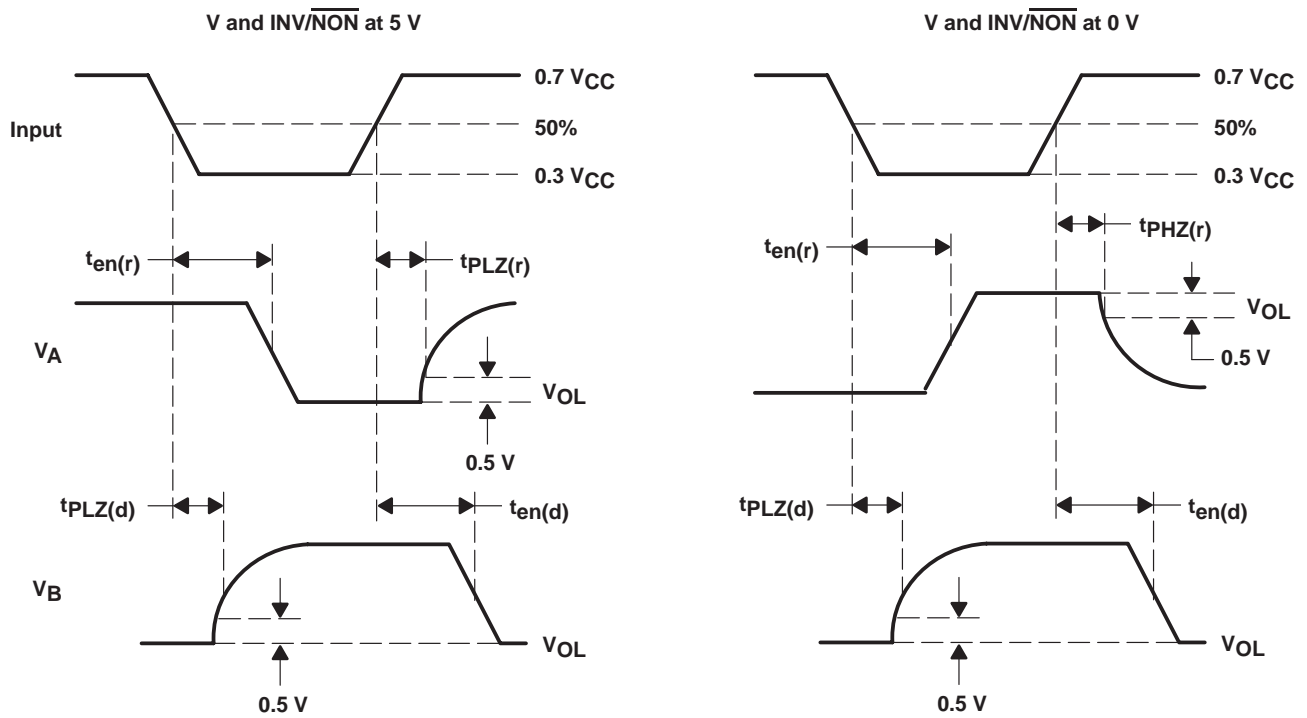 V and INV/NON at 5 V
Input
0.7 VCC
50%
0.3 VCC
ten(r)
tPLZ(r)
VA
VOL
0.5 V
tPLZ(d)
ten(d)
VB
VOL
0.5 V
V and INV/NON at 0 V
0.7 VCC
50%
0.3 VCC
ten(r)
tPHZ(r)
VOL
0.5 V
tPLZ(d)
ten(d)
VOL
0.5 V